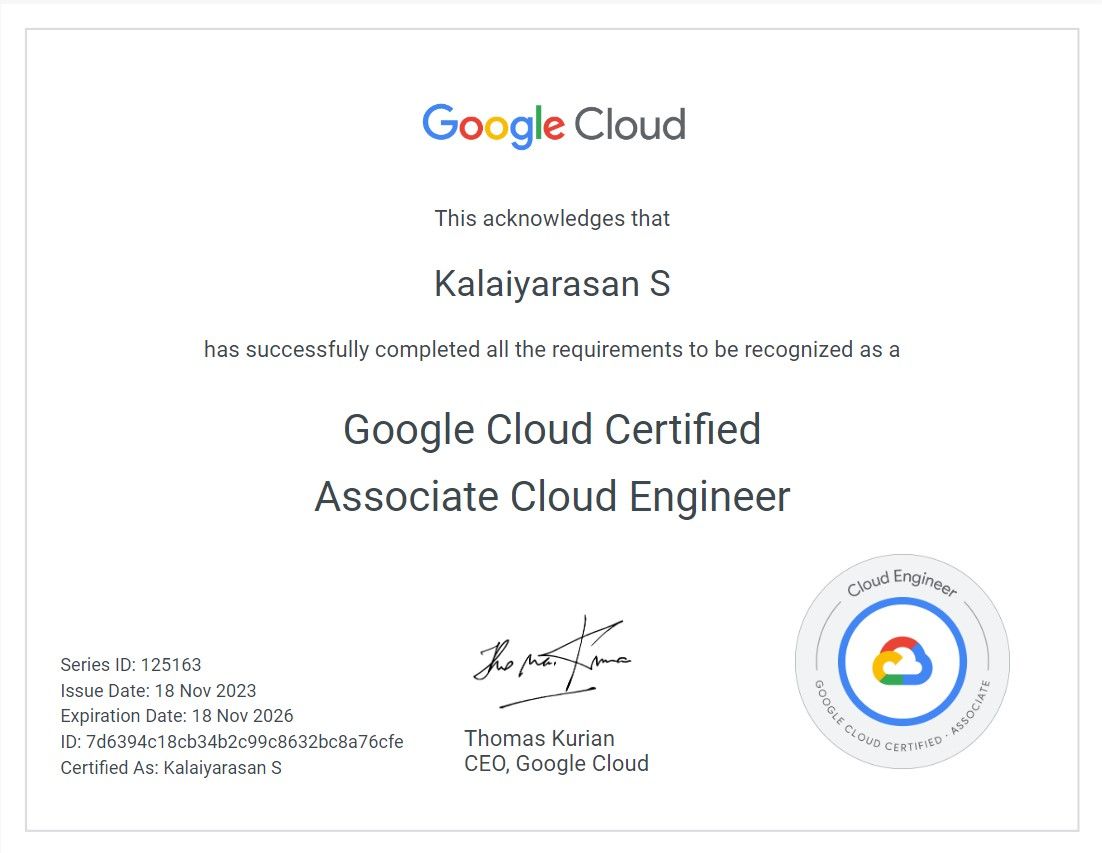 Google Cloud
This acknowledges that
Kalaiyarasan S
has successfully completed all the requirements to be recognized as a
Google Cloud Certified
Associate Cloud Engineer
Series ID: 125163
Issue Date: 18 Nov 2023
Expiration Date: 18 Nov 2026
ID: 7d6394c18cb34b2c99c8632bc8a76cfe
Certified As: Kalaiyarasan S
Thomas Kurian
CEO, Google Cloud
Cloud Engineer
GOOGLE CLOUD CERTIFIED · ASSOCIATE